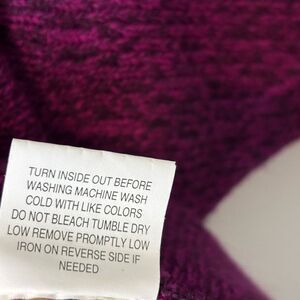 TURN INSIDE OUT BEFORE
WASHING MACHINE WASH
COLD WITH LIKE COLORS
DO NOT BLEACH TUMBLE DRY
LOW REMOVE PROMPTLY LOW
IRON ON REVERSE SIDE IF
NEEDED